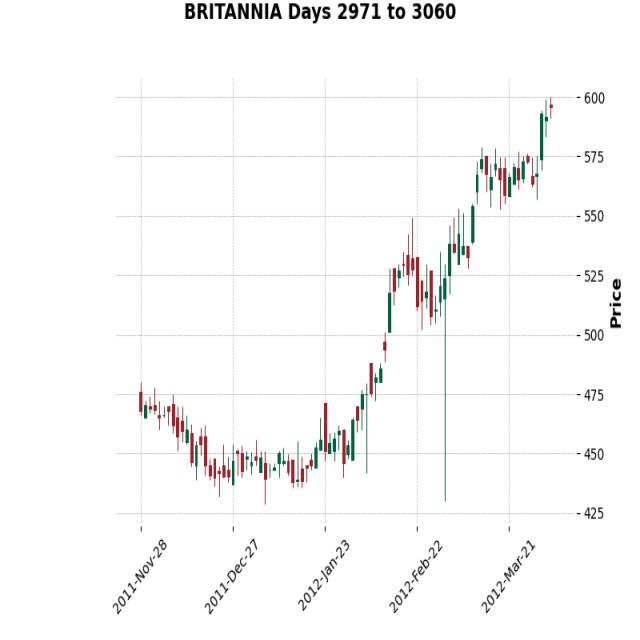 BRITANNIA Days 2971 to 3060
600
575
550
525
500
475
450
425
Price
2011-Nov-28
2011-Dec-27
2012-Jan-23
2012-Feb-22
2012-Mar-21